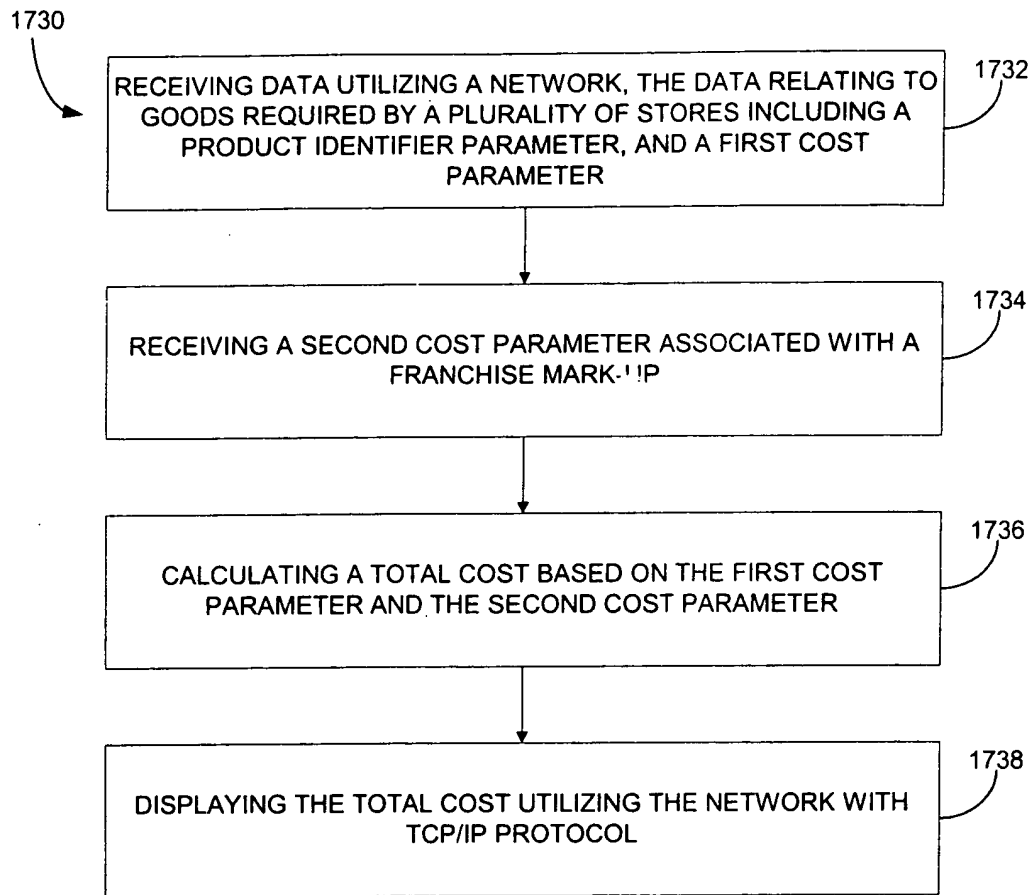 1730
RECEIVING DATA UTILIZING A NETWORK, THE DATA RELATING TO
GOODS REQUIRED BY A PLURALITY OF STORES INCLUDING A
PRODUCT IDENTIFIER PARAMETER, AND A FIRST COST
PARAMETER
1732
RECEIVING A SECOND COST PARAMETER ASSOCIATED WITH A
FRANCHISE MARK-UP
1734
CALCULATING A TOTAL COST BASED ON THE FIRST COST
PARAMETER AND THE SECOND COST PARAMETER
1736
DISPLAYING THE TOTAL COST UTILIZING THE NETWORK WITH
TCP/IP PROTOCOL
1738